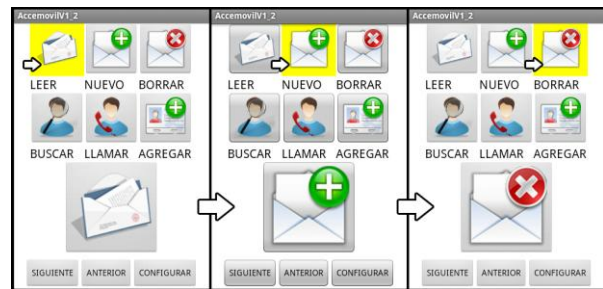 AccemovilV1_2
LEER NUEVO BORRAR
BUSCAR LLAMAR AGREGAR
SIGUIENTE ANTERIOR CONFIGURAR
AccemovilV1_2
LEER NUEVO BORRAR
BUSCAR LLAMAR AGREGAR
SIGUIENTE ANTERIOR CONFIGURAR
AccemovilV1_2
LEER NUEVO BORRAR
BUSCAR LLAMAR AGREGAR
SIGUIENTE ANTERIOR CONFIGURAR